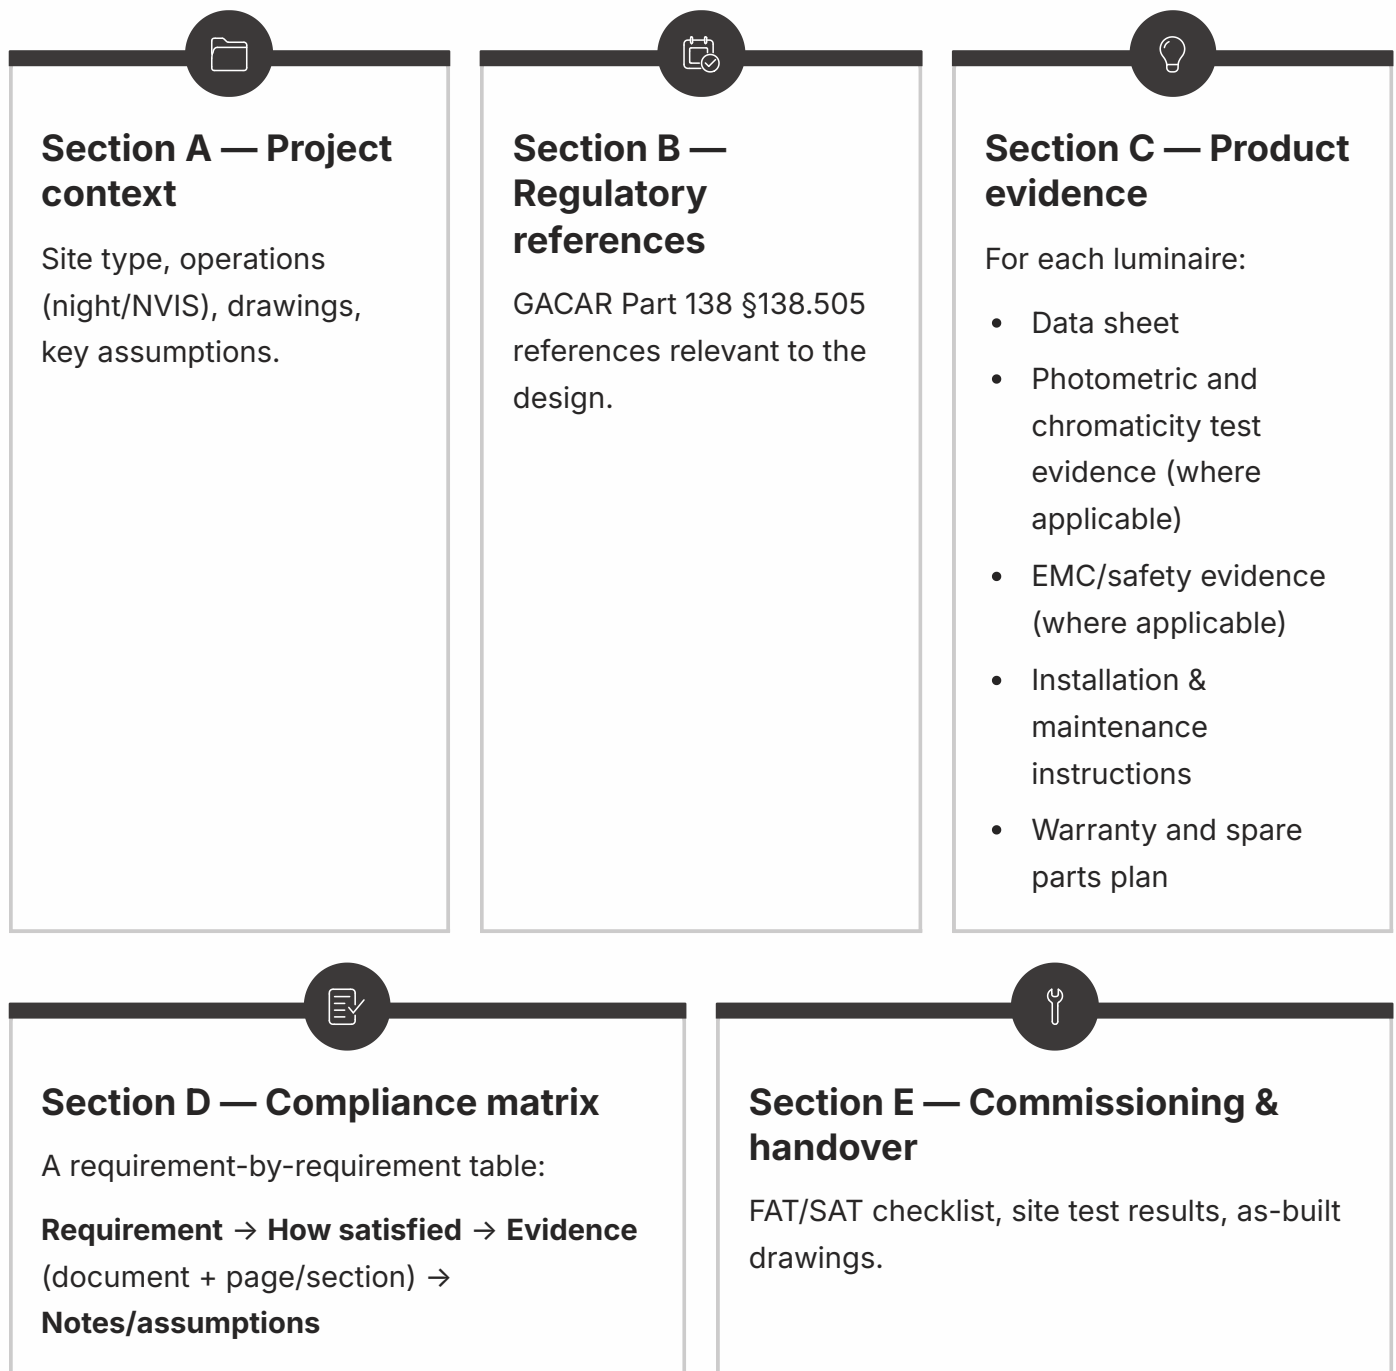 Section A — Project
context
Site type, operations
(night/NVIS), drawings,
key assumptions.
Section B —
Regulatory
references
GACAR Part 138 §138.505
references relevant to the
design.
Section C — Product
evidence
For each luminaire:
• Data sheet
• Photometric and
chromaticity test
evidence (where
applicable)
• EMC/safety evidence
(where applicable)
• Installation &
maintenance
instructions
• Warranty and spare
parts plan
Section D — Compliance matrix
A requirement-by-requirement table:
Requirement → How satisfied → Evidence
(document + page/section) →
Notes/assumptions
Section E — Commissioning &
handover
FAT/SAT checklist, site test results, as-built
drawings.